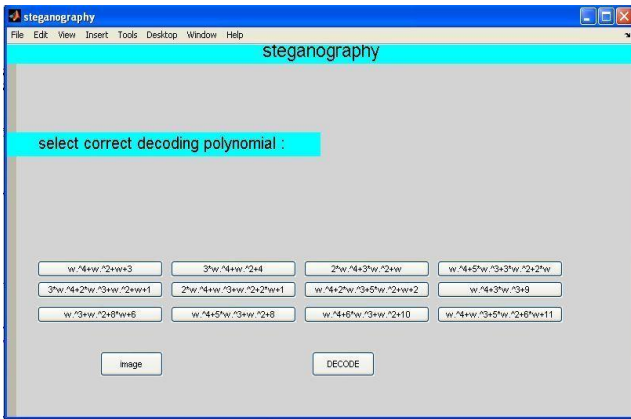 steganography
File Edit View Insert Tools Desktop Window Help
steganography
select correct decoding polynomial :
w.^4+w.^2+w+3 3*w.^4+w.^2+4 2*w.^4+3*w.^2+w w.^4+5*w.^3+3*w.^2+2*w
3*w.^4+2*w.^3+w.^2+w+1 2*w.^4+w.^3+w.^2+2*w+1 w.^4+2*w.^3+5*w.^2+w+2 w.^4+3*w.^3+9
w.^3+w.^2+8*w+6 w.^4+5*w.^3+w.^2+8 w.^4+6*w.^3+w.^2+10 w.^4+w.^3+5*w.^2+6*w+11
image DECODE